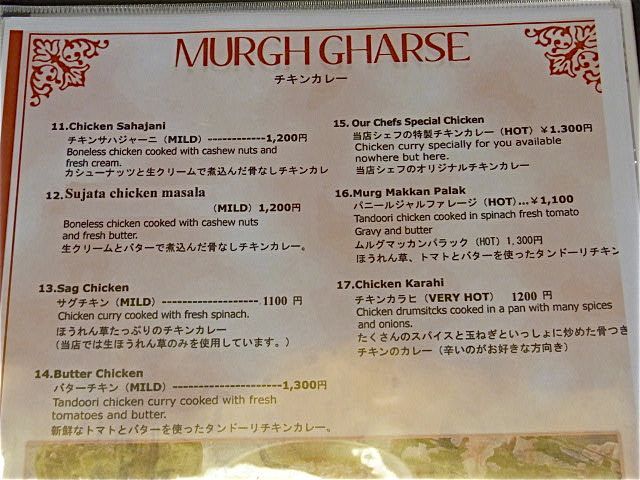 MURGH GHARSE
チキンカレー
11.Chicken Sahajani
チキンサハジャーニ (MILD) ------------1,200円
Boneless chicken cooked with cashew nuts and
fresh cream.
カシューナッツと生クリームで煮込んだ骨なしチキンカレ
12.Sujata chicken masala
(MILD) 1,200円
Boneless chicken cooked with cashew nuts
and fresh butter.
生クリームとバターで煮込んだ骨なしチキンカレー。
13.Sag Chicken
サグチキン (MILD) -------------------- 1100 円
Chicken curry cooked with fresh spinach.
ほうれん草たっぷりのチキンカレー
（当店では生ほうれん草のみを使用しています。）
14.Butter Chicken
バターチキン (MILD)----------------------1,300円
Tandoori chicken curry cooked with fresh
tomatoes and butter.
新鮮なトマトとバターを使ったタンドーリチキンカレー。
15. Our Chefs Special Chicken
当店シェフの特製チキンカレー (HOT) ￥1.300円
Chicken curry specially for you available
nowhere but here.
当店シェフのオリジナルチキンカレー
16.Murg Makkan Palak
パニールジャルファレージ (HOT)...￥1,100
Tandoori chicken cooked in spinach fresh tomato
Gravy and butter
ムルグマッカンパラック (HOT) 1.300円
ほうれん草、トマトとバターを使ったタンドーリチキン
17.Chicken Karahi
チキンカラヒ (VERY HOT) 1200 円
Chicken drumsitcks cooked in a pan with many spices
and onions.
たくさんのスパイスと玉ねぎといっしょに炒めた骨つき
チキンのカレー（辛いのがお好きな方向き）